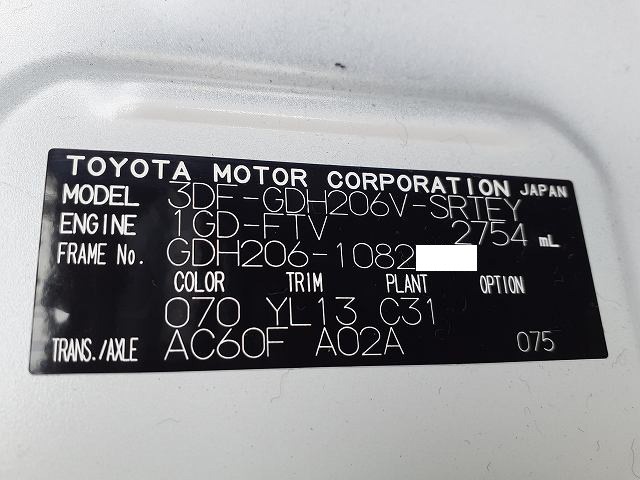 TOYOTA MOTOR CORPORATION JAPAN
MODEL 3DF-GDH206V-SRTEY
ENGINE 1GD-FTV 2754 mL
FRAME No. GDH206-1082
COLOR TRIM PLANT OPTION
070 YL13 C31
TRANS./AXLE AC60F A02A 075